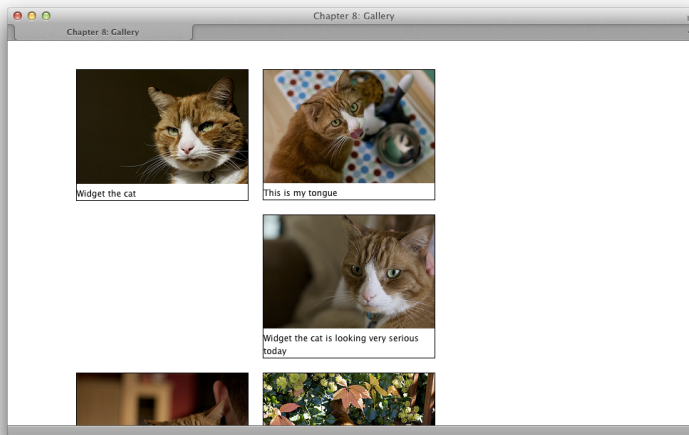 Chapter 8: Gallery
Chapter 8: Gallery
Widget the cat
This is my tongue
Widget the cat is looking very serious
today